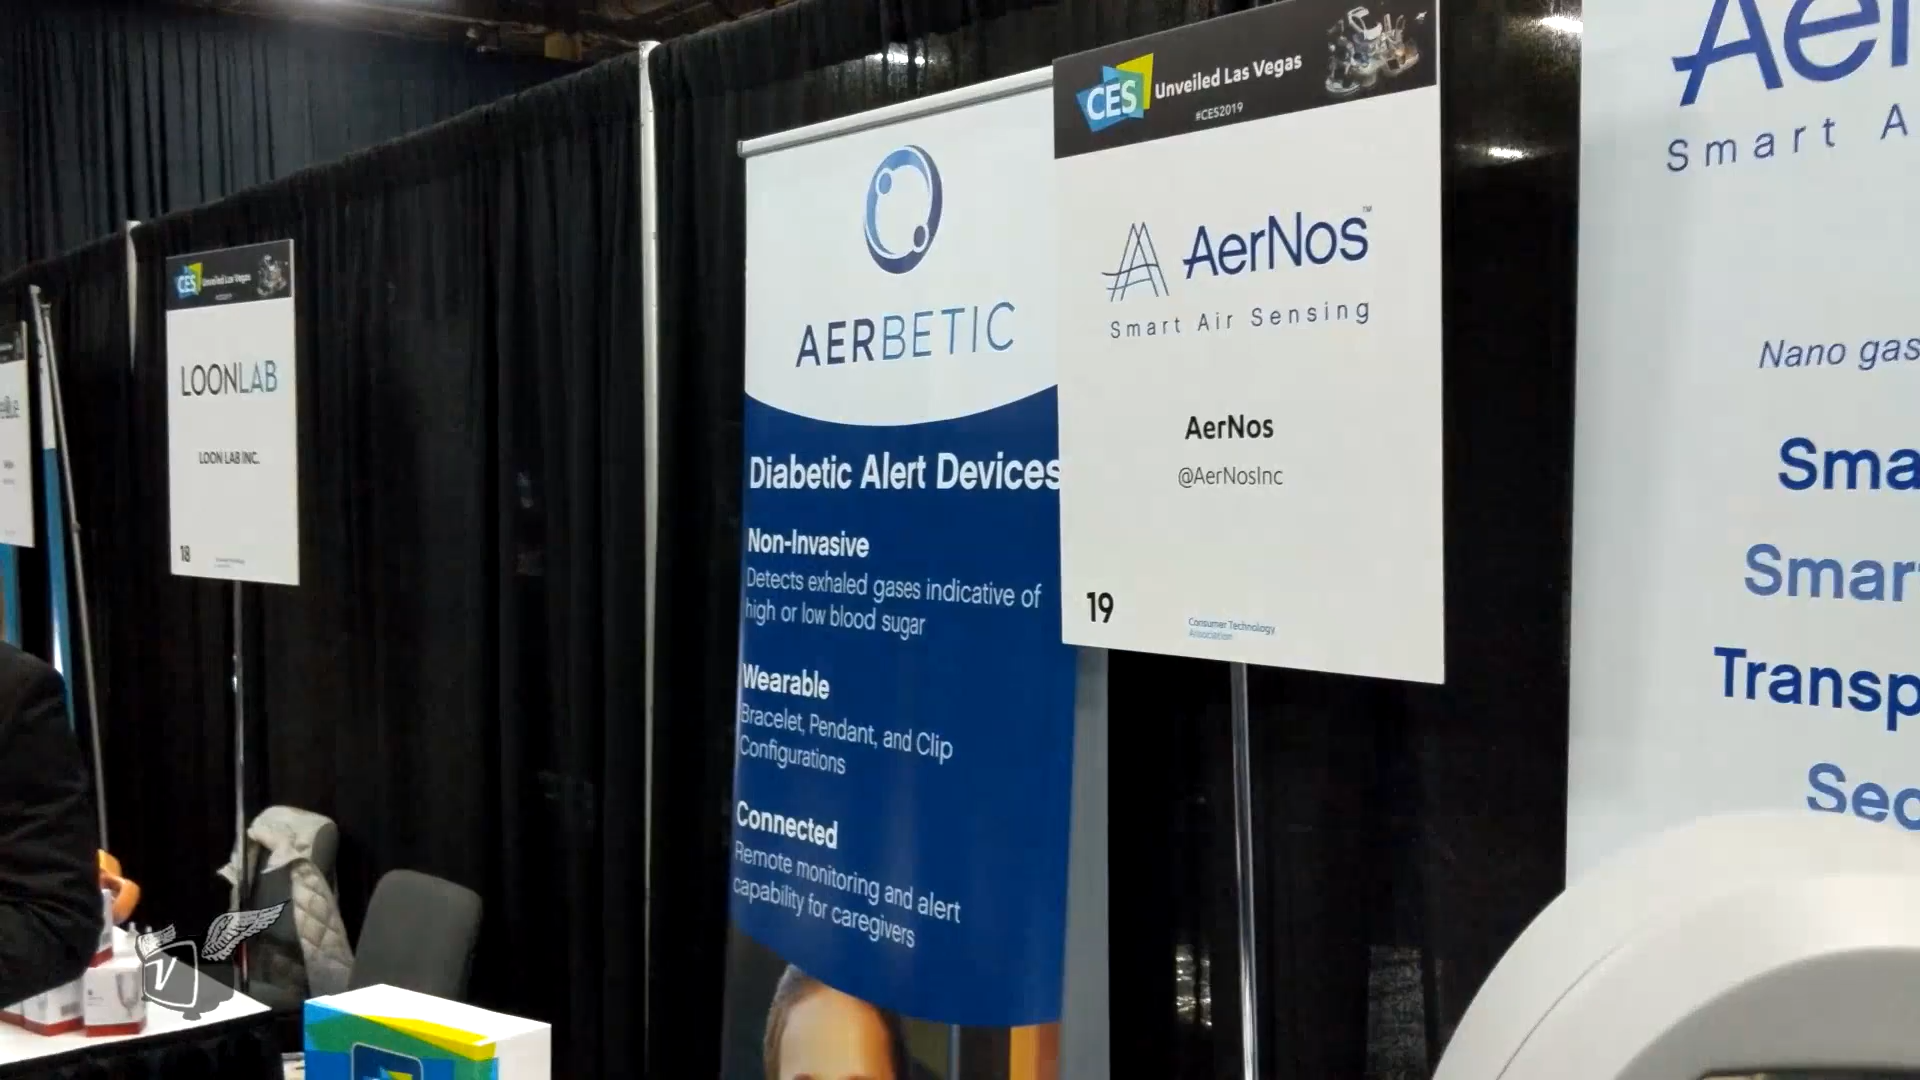 CES Unveiled Las Vegas
LOONLAB
LOON LAB INC.
18
AERBETIC
Diabetic Alert Devices
Non-Invasive
Detects exhaled gases indicative of
high or low blood sugar
Wearable
Bracelet, Pendant, and Clip
Configurations
Connected
Remote monitoring and alert
capability for caregivers
CES Unveiled Las Vegas
#CES2019
AerNos™
Smart Air Sensing
AerNos
@AerNosInc
19
Consumer Technology
Association
Aer
Smart A
Nano gas
Sma
Smar
Transp
Sec
V